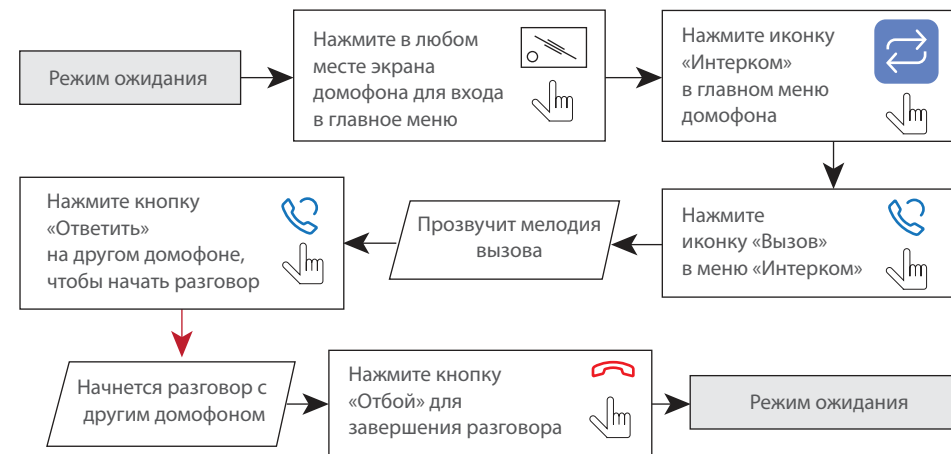 Режим ожидания
Нажмите в любом
месте экрана
домофона для входа
в главное меню
Нажмите иконку
«Интерком»
в главном меню
домофона
Нажмите
иконку «Вызов»
в меню «Интерком»
Прозвучит мелодия
вызова
Нажмите кнопку
«Ответить»
на другом домофоне,
чтобы начать разговор
Начнется разговор с
другим домофоном
Нажмите кнопку
«Отбой» для
завершения разговора
Режим ожидания